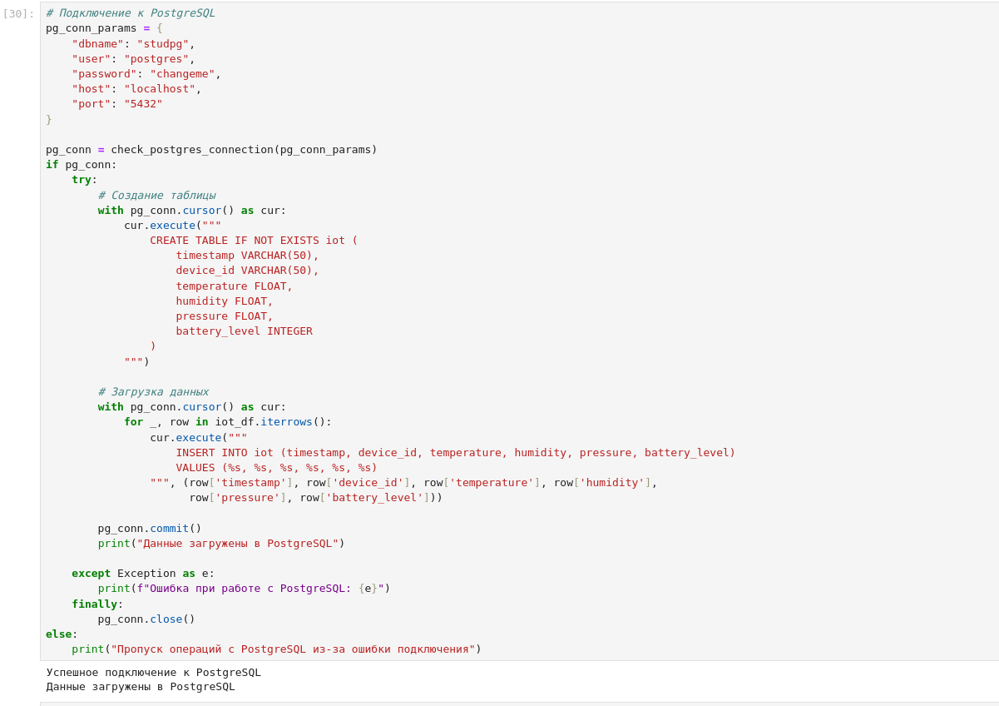 [30]:
# Подключение к PostgreSQL
pg_conn_params = {
    "dbname": "studpg",
    "user": "postgres",
    "password": "changeme",
    "host": "localhost",
    "port": "5432"
}

pg_conn = check_postgres_connection(pg_conn_params)
if pg_conn:
    try:
        # Создание таблицы
        with pg_conn.cursor() as cur:
            cur.execute("""
                CREATE TABLE IF NOT EXISTS iot (
                    timestamp VARCHAR(50),
                    device_id VARCHAR(50),
                    temperature FLOAT,
                    humidity FLOAT,
                    pressure FLOAT,
                    battery_level INTEGER
                )
            """)

        # Загрузка данных
        with pg_conn.cursor() as cur:
            for _, row in iot_df.iterrows():
                cur.execute("""
                    INSERT INTO iot (timestamp, device_id, temperature, humidity, pressure, battery_level)
                    VALUES (%s, %s, %s, %s, %s, %s)
                """, (row['timestamp'], row['device_id'], row['temperature'], row['humidity'],
                      row['pressure'], row['battery_level']))

        pg_conn.commit()
        print("Данные загружены в PostgreSQL")

    except Exception as e:
        print(f"Ошибка при работе с PostgreSQL: {e}")
    finally:
        pg_conn.close()
else:
    print("Пропуск операций с PostgreSQL из-за ошибки подключения")
Успешное подключение к PostgreSQL
Данные загружены в PostgreSQL